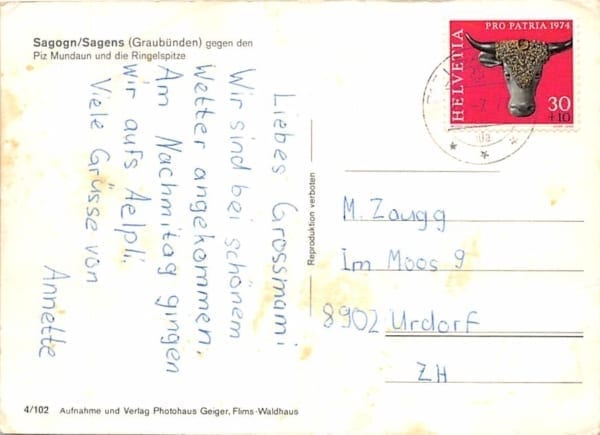 Sagogn/Sagens (Graubünden) gegen den
Piz Mundaun und die Ringelspitze
Liebes Grossmami
Wir sind bei schönem
Wetter angekommen.
Am Nachmitag gingen
wir aufs Aelpli.
Viele Grüsse von
Annette
Reproduktion verboten
PRO PATRIA 1974
HELVETIA
30
+10
M. Zaugg
Im Moos 9
8902 Urdorf
ZH
4/102 Aufnahme und Verlag Photohaus Geiger, Flims-Waldhaus